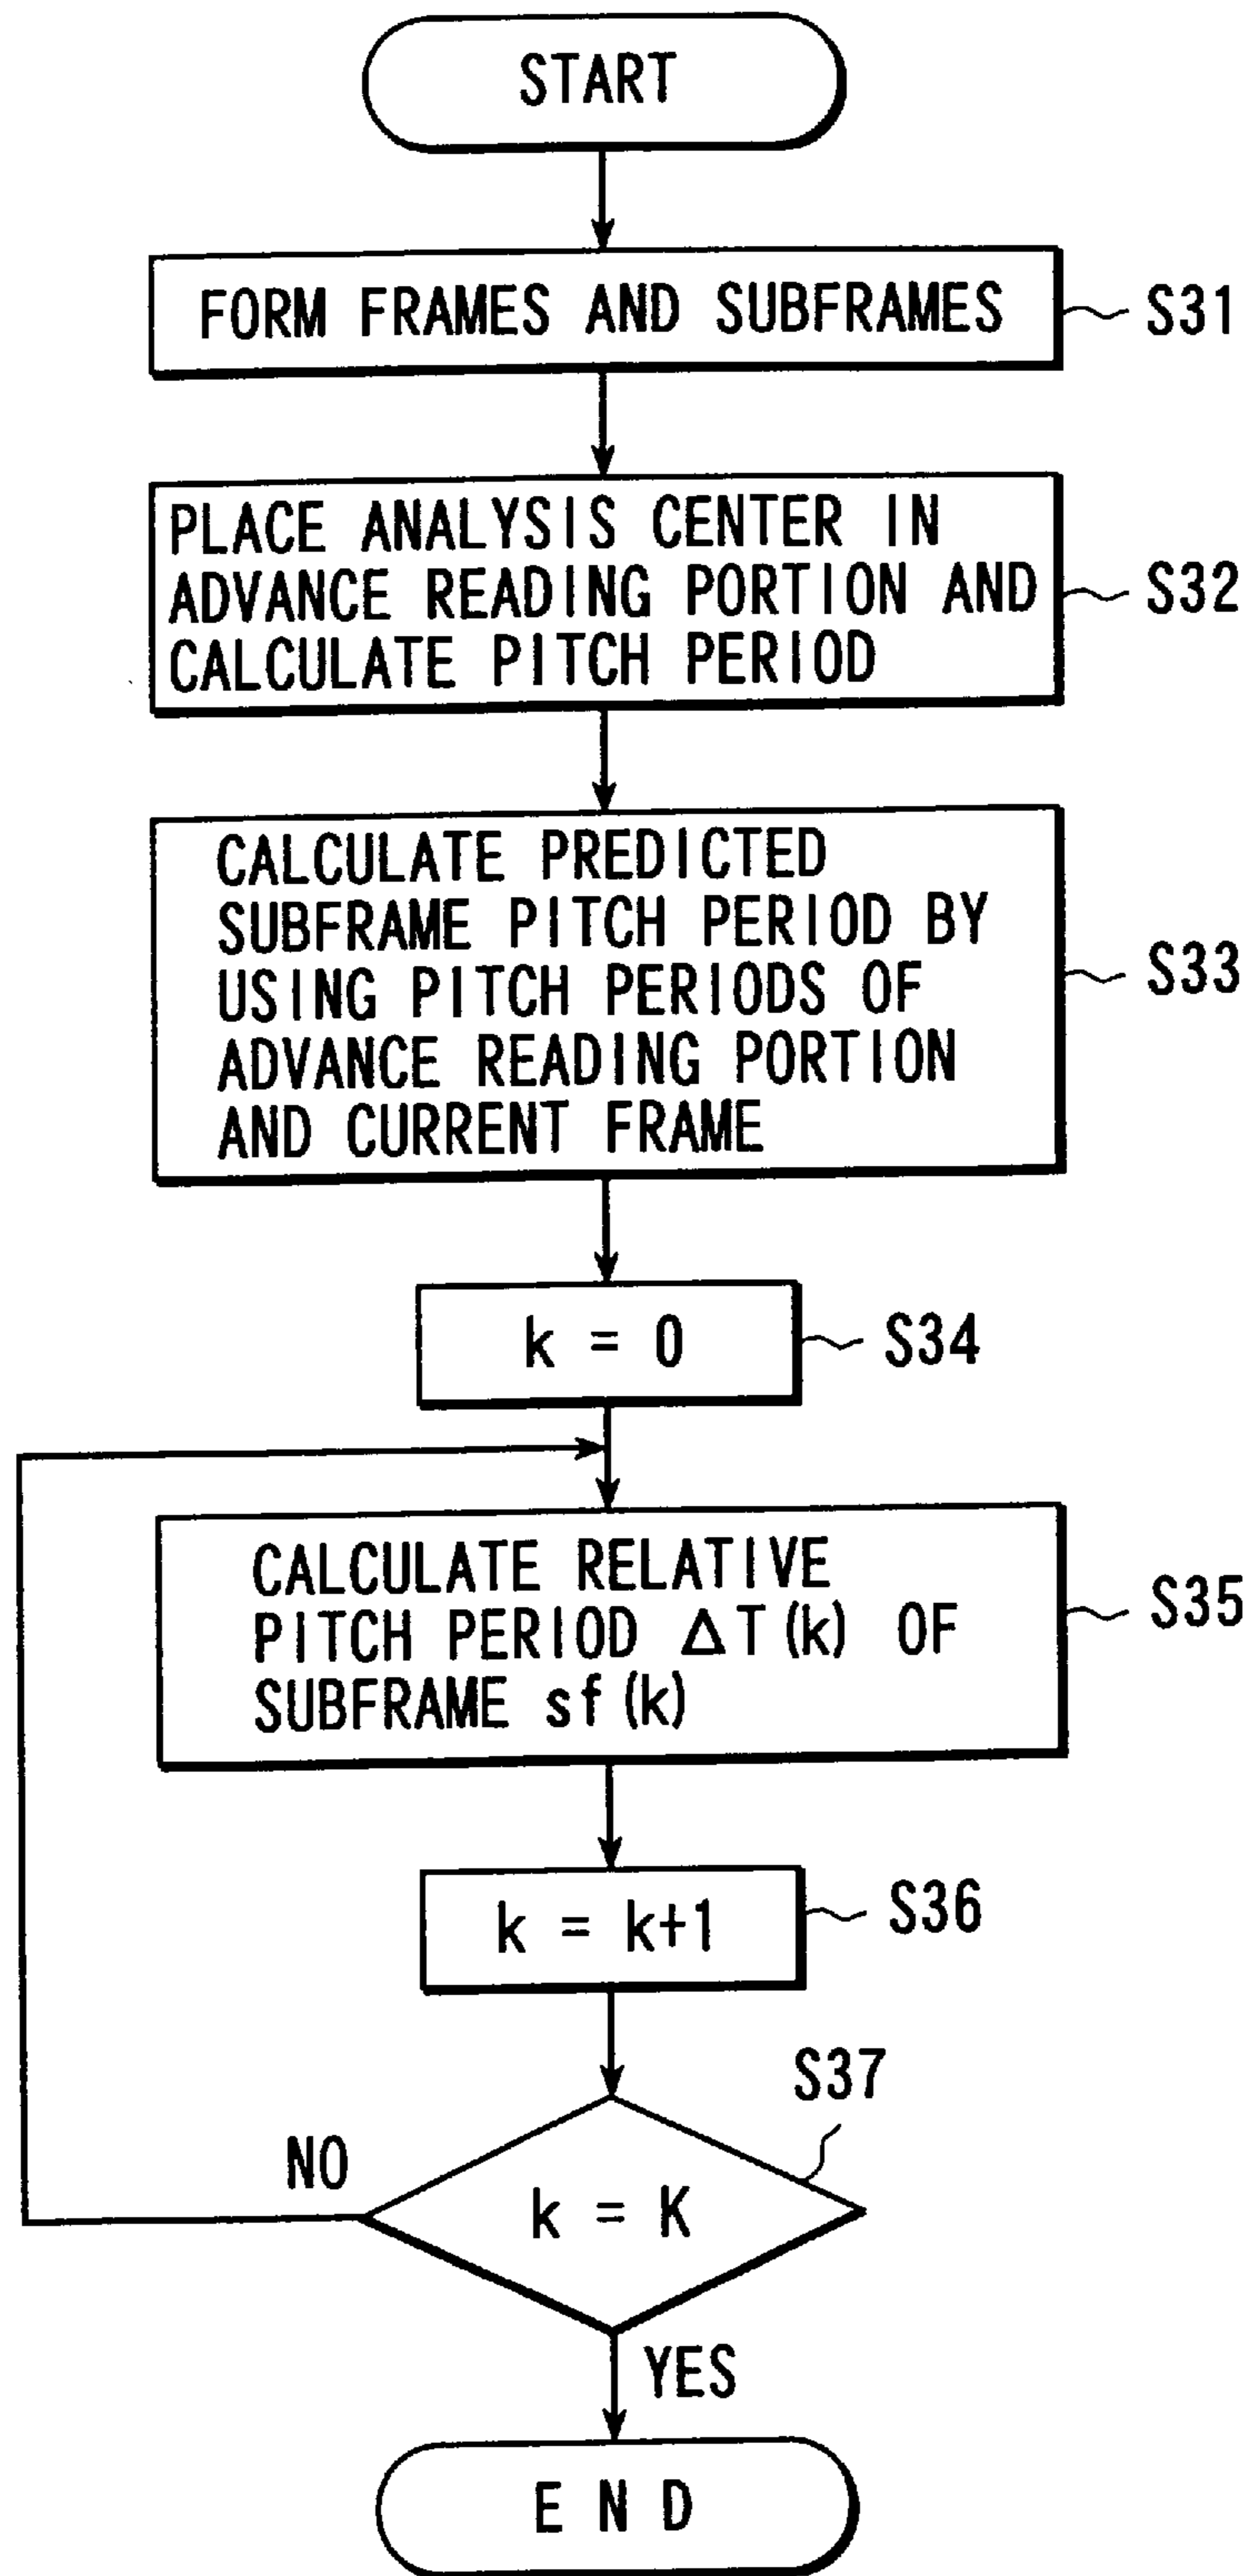 START
FORM FRAMES AND SUBFRAMES
S31
PLACE ANALYSIS CENTER IN
ADVANCE READING PORTION AND
CALCULATE PITCH PERIOD
S32
CALCULATE PREDICTED
SUBFRAME PITCH PERIOD BY
USING PITCH PERIODS OF
ADVANCE READING PORTION
AND CURRENT FRAME
S33
k = 0
S34
CALCULATE RELATIVE
PITCH PERIOD ΔT(k) OF
SUBFRAME sf(k)
S35
k = k+1
S36
S37
NO
k = K
YES
END